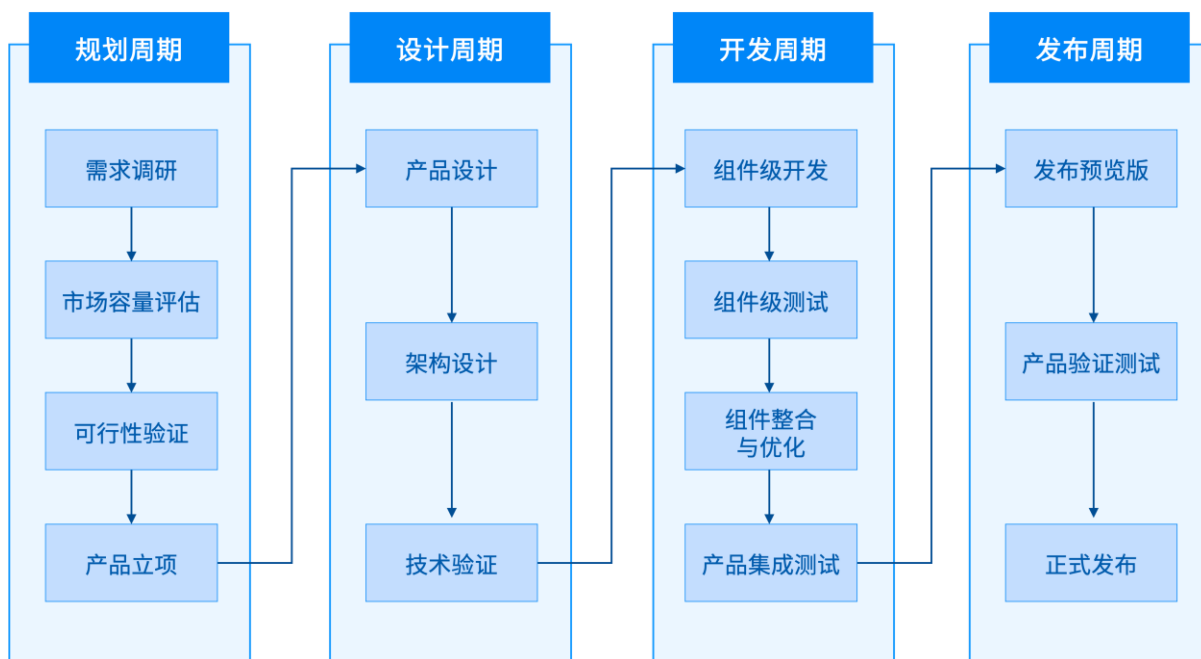 规划周期
需求调研
市场容量评估
可行性验证
产品立项
设计周期
产品设计
架构设计
技术验证
开发周期
组件级开发
组件级测试
组件整合
与优化
产品集成测试
发布周期
发布预览版
产品验证测试
正式发布